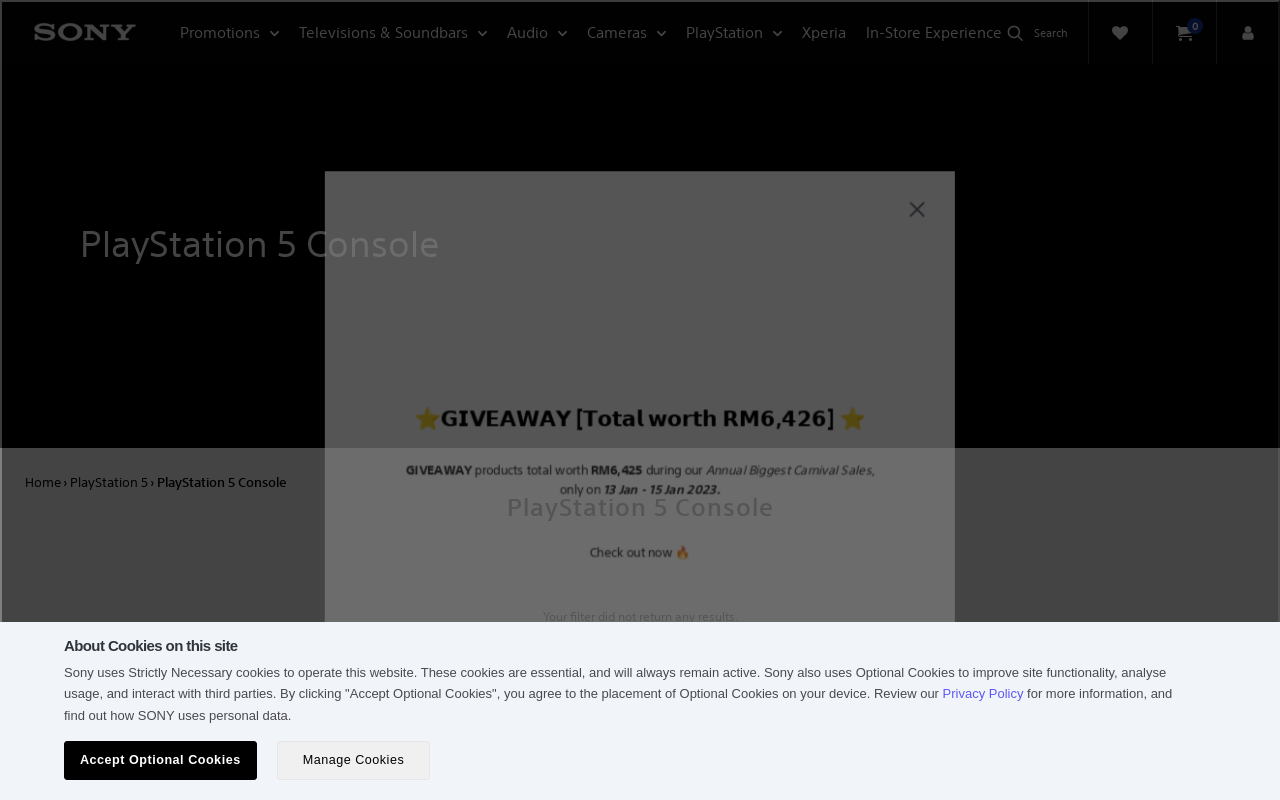 SONY
Promotions Televisions & Soundbars Audio Cameras PlayStation Xperia In-Store Experience Search 0
PlayStation 5 Console
⭐GIVEAWAY [Total worth RM6,426] ⭐
GIVEAWAY products total worth RM6,425 during our Annual Biggest Carnival Sales,
only on 13 Jan - 15 Jan 2023.
Home › PlayStation 5 › PlayStation 5 Console
PlayStation 5 Console
Check out now 🔥
Your filter did not return any results.
About Cookies on this site
Sony uses Strictly Necessary cookies to operate this website. These cookies are essential, and will always remain active. Sony also uses Optional Cookies to improve site functionality, analyse
usage, and interact with third parties. By clicking "Accept Optional Cookies", you agree to the placement of Optional Cookies on your device. Review our Privacy Policy for more information, and
find out how SONY uses personal data.
Accept Optional Cookies Manage Cookies